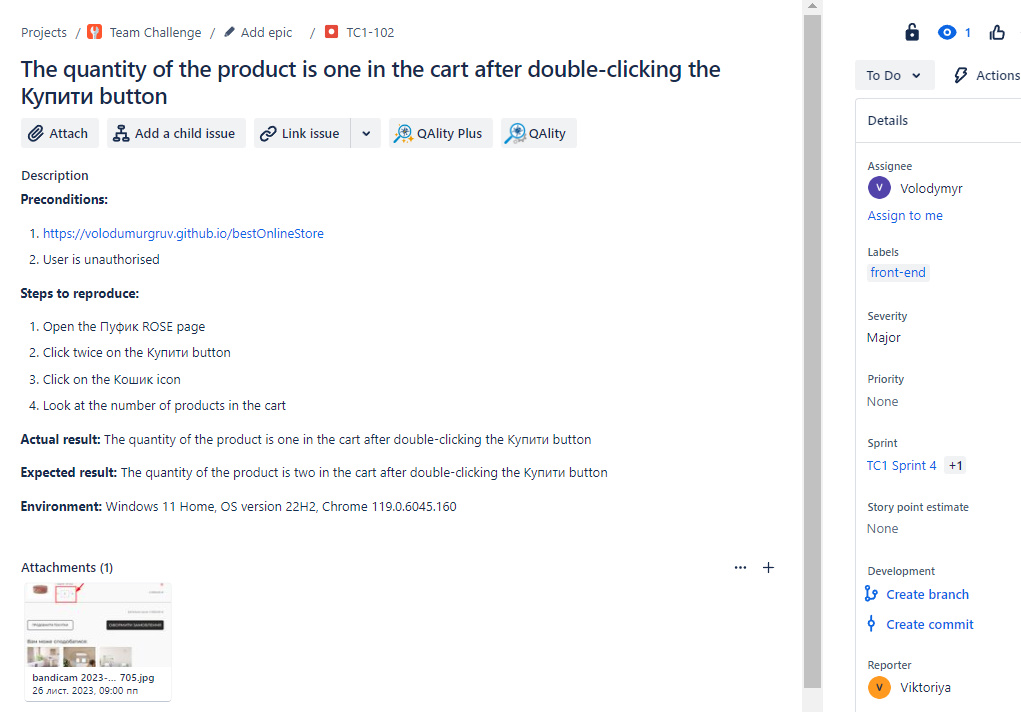 Projects / Team Challenge / Add epic / TC1-102
The quantity of the product is one in the cart after double-clicking the
Купити button
Attach Add a child issue Link issue QAlity Plus QAlity
Description
Preconditions:
1. https://volodumurgruv.github.io/bestOnlineStore
2. User is unauthorised
Steps to reproduce:
1. Open the Пуфик ROSE page
2. Click twice on the Купити button
3. Click on the Кошик icon
4. Look at the number of products in the cart
Actual result: The quantity of the product is one in the cart after double-clicking the Купити button
Expected result: The quantity of the product is two in the cart after double-clicking the Купити button
Environment: Windows 11 Home, OS version 22H2, Chrome 119.0.6045.160
Attachments (1)
Вам може сподобатися
bandicam 2023-... 705.jpg
26 лист. 2023, 09:00 пп
1
To Do Actions
Details
Assignee
V Volodymyr
Assign to me
Labels
front-end
Severity
Major
Priority
None
Sprint
TC1 Sprint 4 +1
Story point estimate
None
Development
Create branch
Create commit
Reporter
V Viktoriya